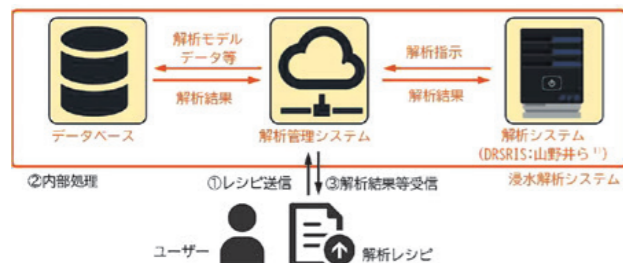 解析モデル
データ等
解析結果
解析指示
解析結果
データベース
解析管理システム
解析システム
(DRSRIS:山野井ら¹⁾)
②内部処理
①レシピ送信
③解析結果等受信
浸水解析システム
ユーザー
解析レシピ